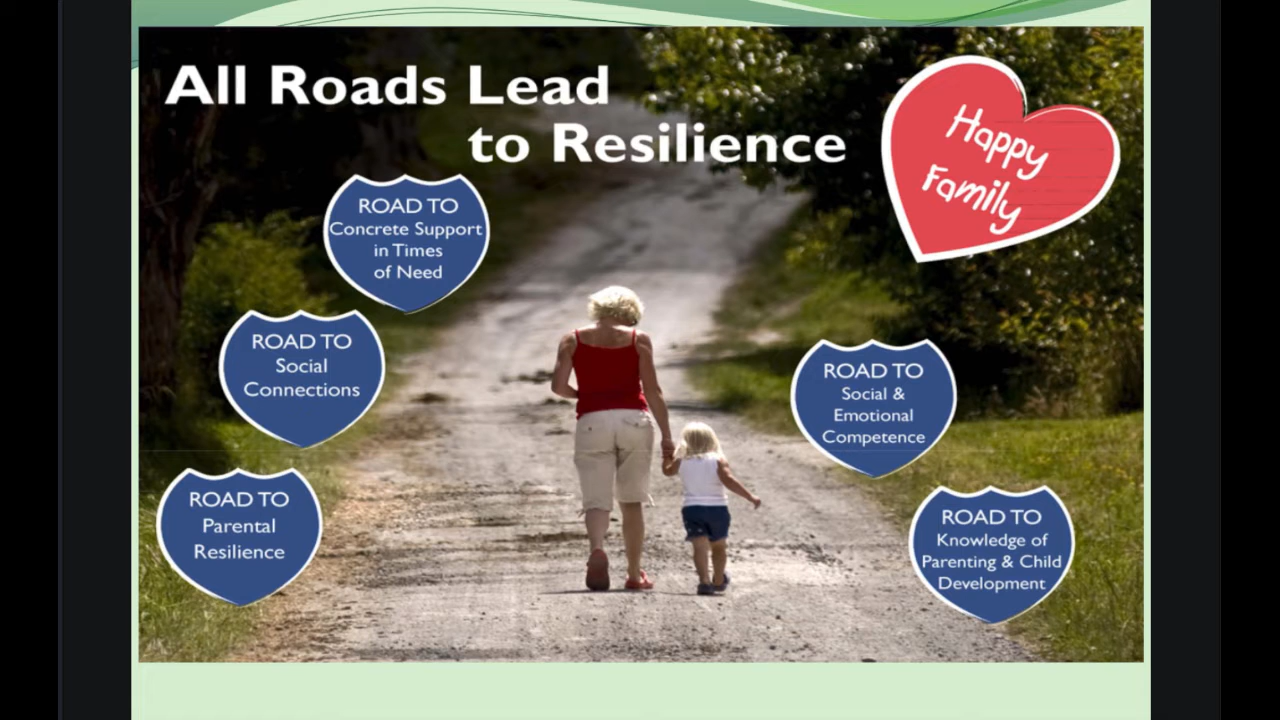 All Roads Lead
to Resilience
Happy
Family
ROAD TO
Concrete Support
in Times
of Need
ROAD TO
Social
Connections
ROAD TO
Parental
Resilience
ROAD TO
Social &
Emotional
Competence
ROAD TO
Knowledge of
Parenting & Child
Development